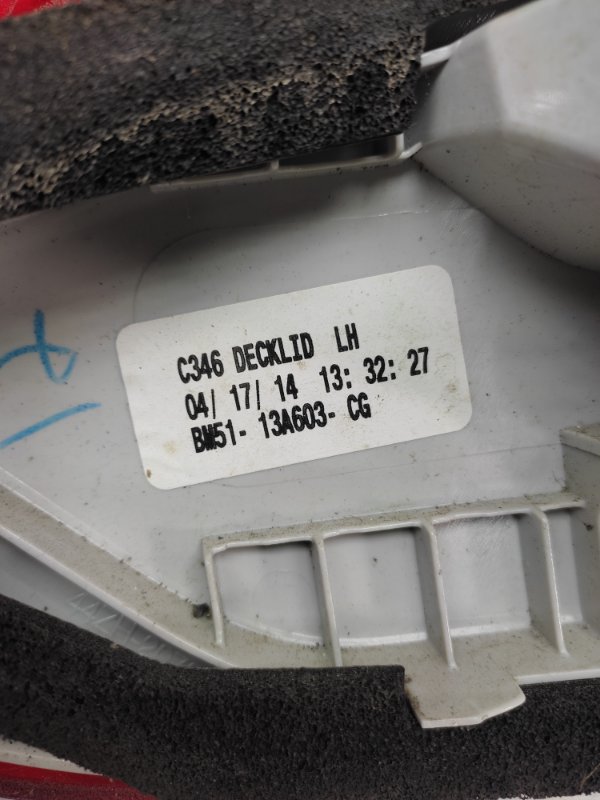 C346 DECKLID LH
04/ 17/ 14 13: 32: 27
BM51- 13A603- CG